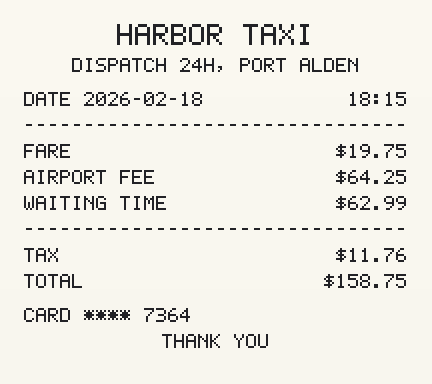 HARBOR TAXI
DISPATCH 24H, PORT ALDEN
DATE 2026-02-18 18:15
--------------------------------
FARE $19.75
AIRPORT FEE $64.25
WAITING TIME $62.99
--------------------------------
TAX $11.76
TOTAL $158.75
CARD **** 7364
THANK YOU